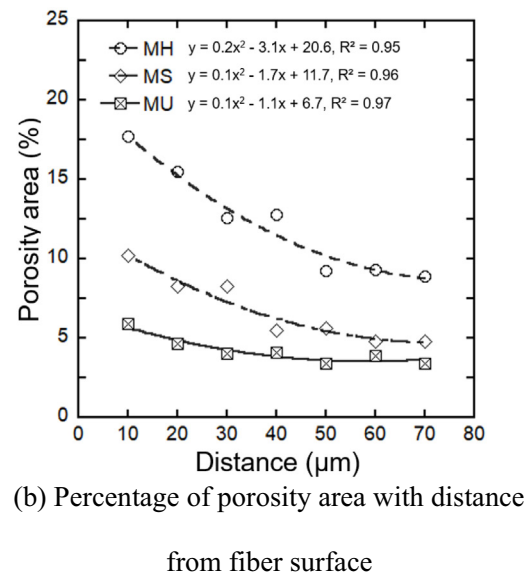 25
20
15
10
5
0
Porosity area (%)
MH y = 0.2x² - 3.1x + 20.6, R² = 0.95
MS y = 0.1x² - 1.7x + 11.7, R² = 0.96
MU y = 0.1x² - 1.1x + 6.7, R² = 0.97
0 10 20 30 40 50 60 70 80
Distance (μm)
(b) Percentage of porosity area with distance
from fiber surface